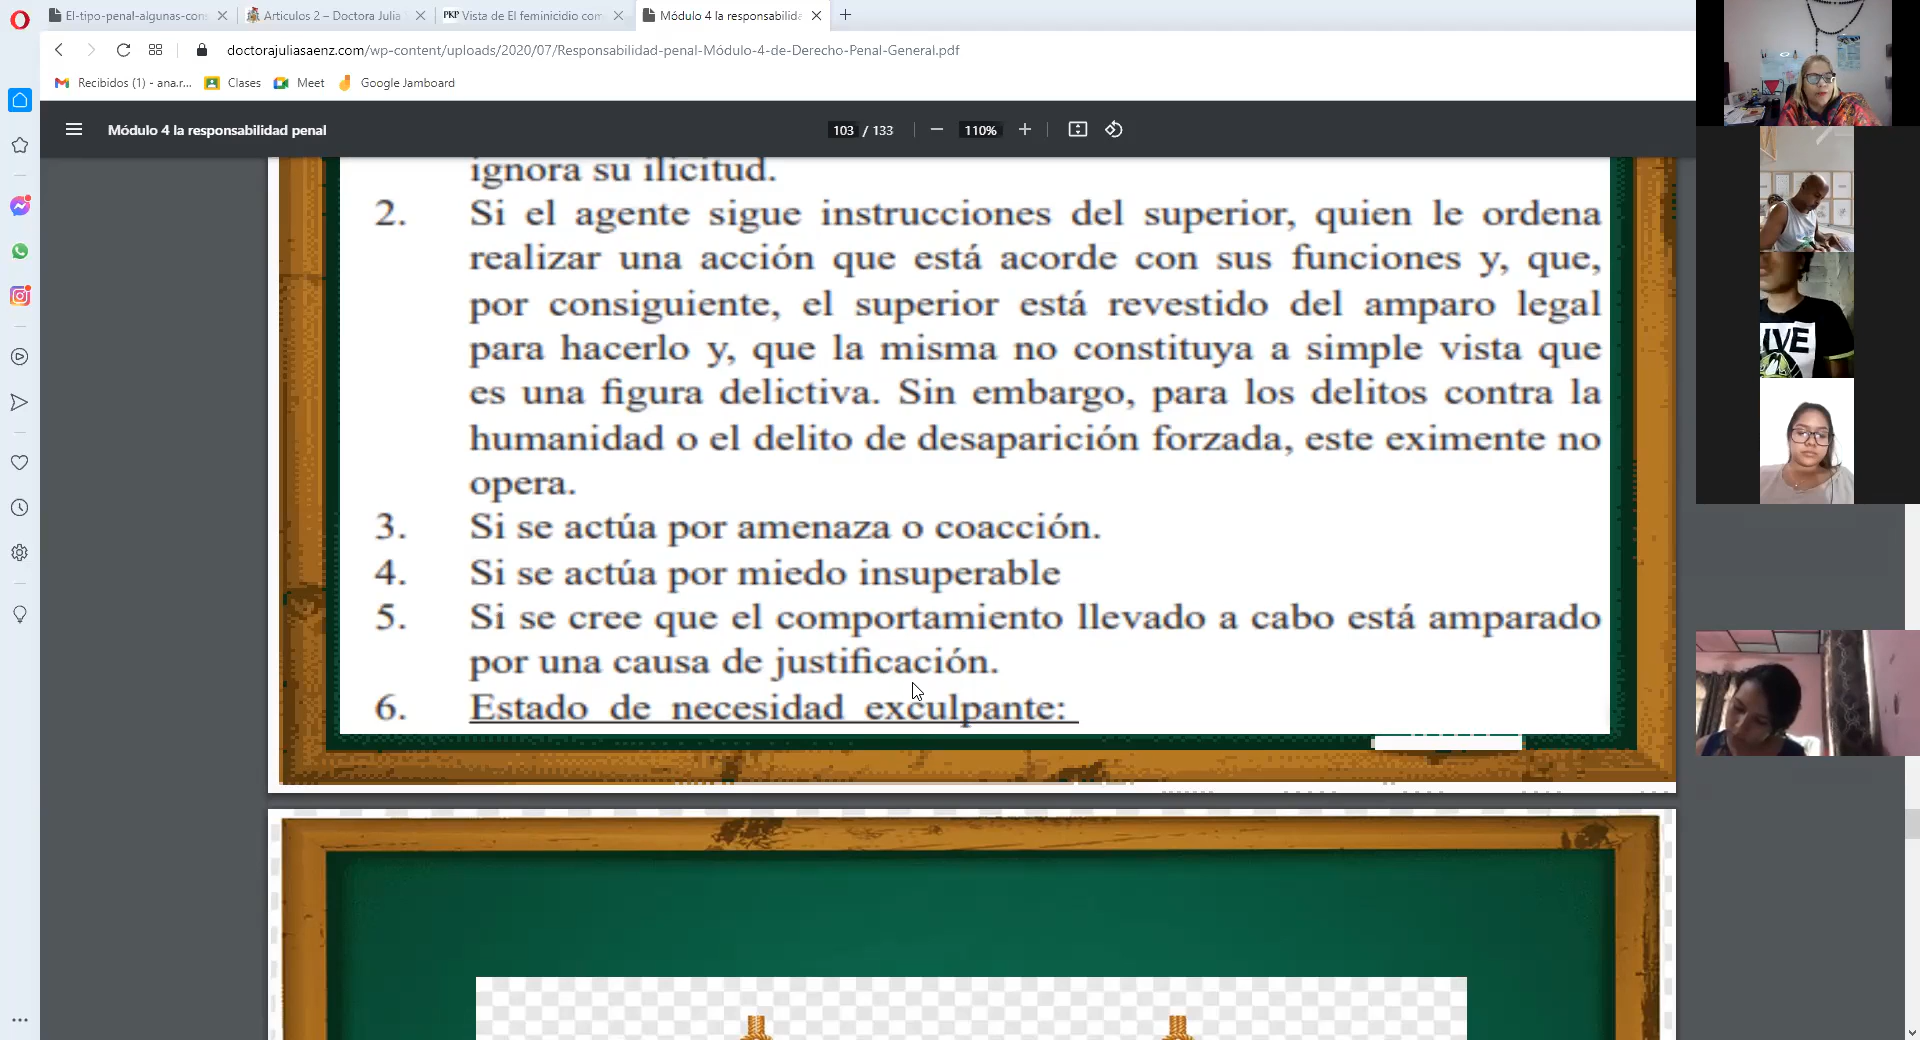 El-tipo-penal-algunas-con
Articulos 2 – Doctora Julia
PKP Vista de El feminicidio com
Módulo 4 la responsabilida
doctorajuliasaenz.com/wp-content/uploads/2020/07/Responsabilidad-penal-Módulo-4-de-Derecho-Penal-General.pdf
Recibidos (1) - ana.r... Clases Meet Google Jamboard
Módulo 4 la responsabilidad penal 103 / 133 110%
ignora su ilicitud.
2. Si el agente sigue instrucciones del superior, quien le ordena
realizar una acción que está acorde con sus funciones y, que,
por consiguiente, el superior está revestido del amparo legal
para hacerlo y, que la misma no constituya a simple vista que
es una figura delictiva. Sin embargo, para los delitos contra la
humanidad o el delito de desaparición forzada, este eximente no
opera.
3. Si se actúa por amenaza o coacción.
4. Si se actúa por miedo insuperable
5. Si se cree que el comportamiento llevado a cabo está amparado
por una causa de justificación.
6. Estado de necesidad exculpante: